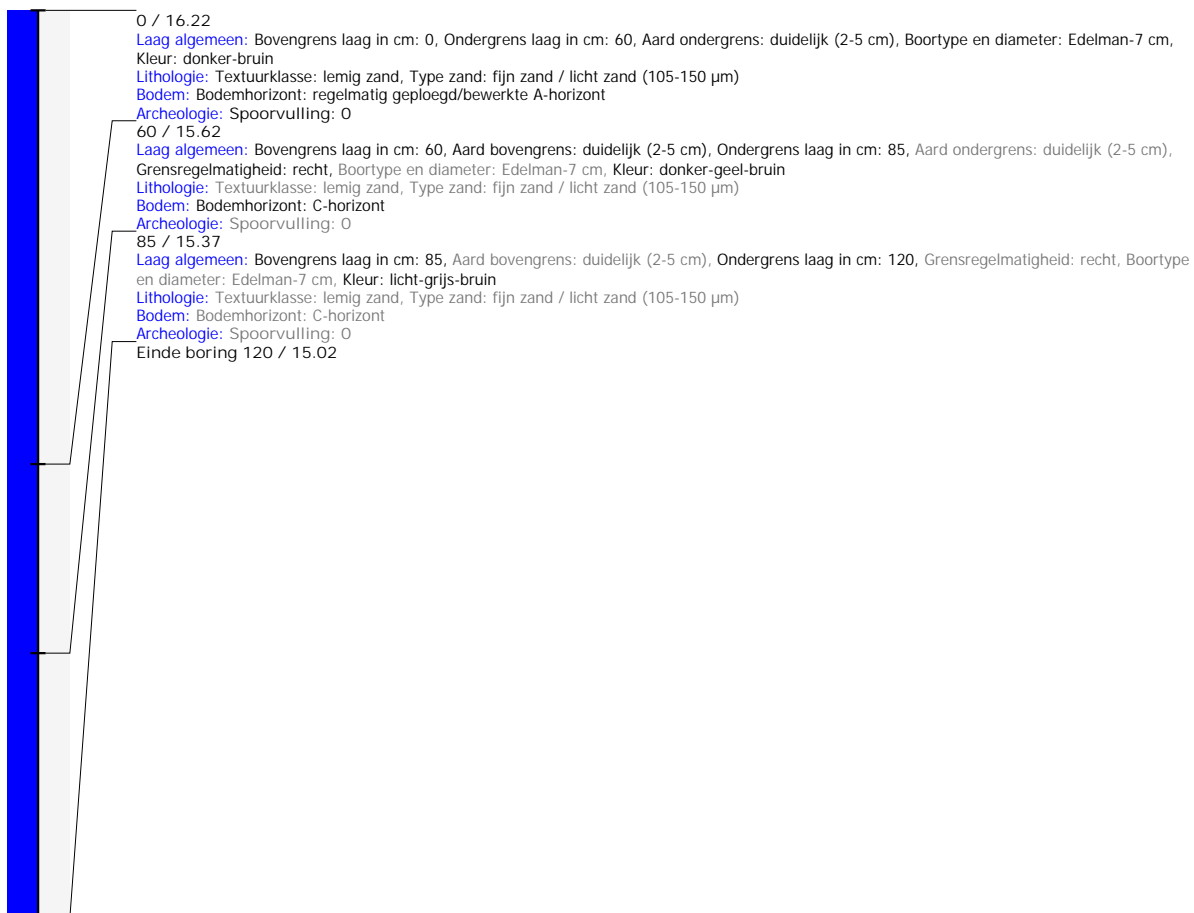 0 / 16.22
Laag algemeen: Bovengrens laag in cm: 0, Ondergrens laag in cm: 60, Aard ondergrens: duidelijk (2-5 cm), Boortype en diameter: Edelman-7 cm,
Kleur: donker-bruin
Lithologie: Textuurklasse: lemig zand, Type zand: fijn zand / licht zand (105-150 µm)
Bodem: Bodemhorizont: regelmatig geploegd/bewerkte A-horizont
Archeologie: Spoorvulling: 0
60 / 15.62
Laag algemeen: Bovengrens laag in cm: 60, Aard bovengrens: duidelijk (2-5 cm), Ondergrens laag in cm: 85, Aard ondergrens: duidelijk (2-5 cm),
Grensregelmatigheid: recht, Boortype en diameter: Edelman-7 cm, Kleur: donker-geel-bruin
Lithologie: Textuurklasse: lemig zand, Type zand: fijn zand / licht zand (105-150 µm)
Bodem: Bodemhorizont: C-horizont
Archeologie: Spoorvulling: 0
85 / 15.37
Laag algemeen: Bovengrens laag in cm: 85, Aard bovengrens: duidelijk (2-5 cm), Ondergrens laag in cm: 120, Grensregelmatigheid: recht, Boortype
en diameter: Edelman-7 cm, Kleur: licht-grijs-bruin
Lithologie: Textuurklasse: lemig zand, Type zand: fijn zand / licht zand (105-150 µm)
Bodem: Bodemhorizont: C-horizont
Archeologie: Spoorvulling: 0
Einde boring 120 / 15.02